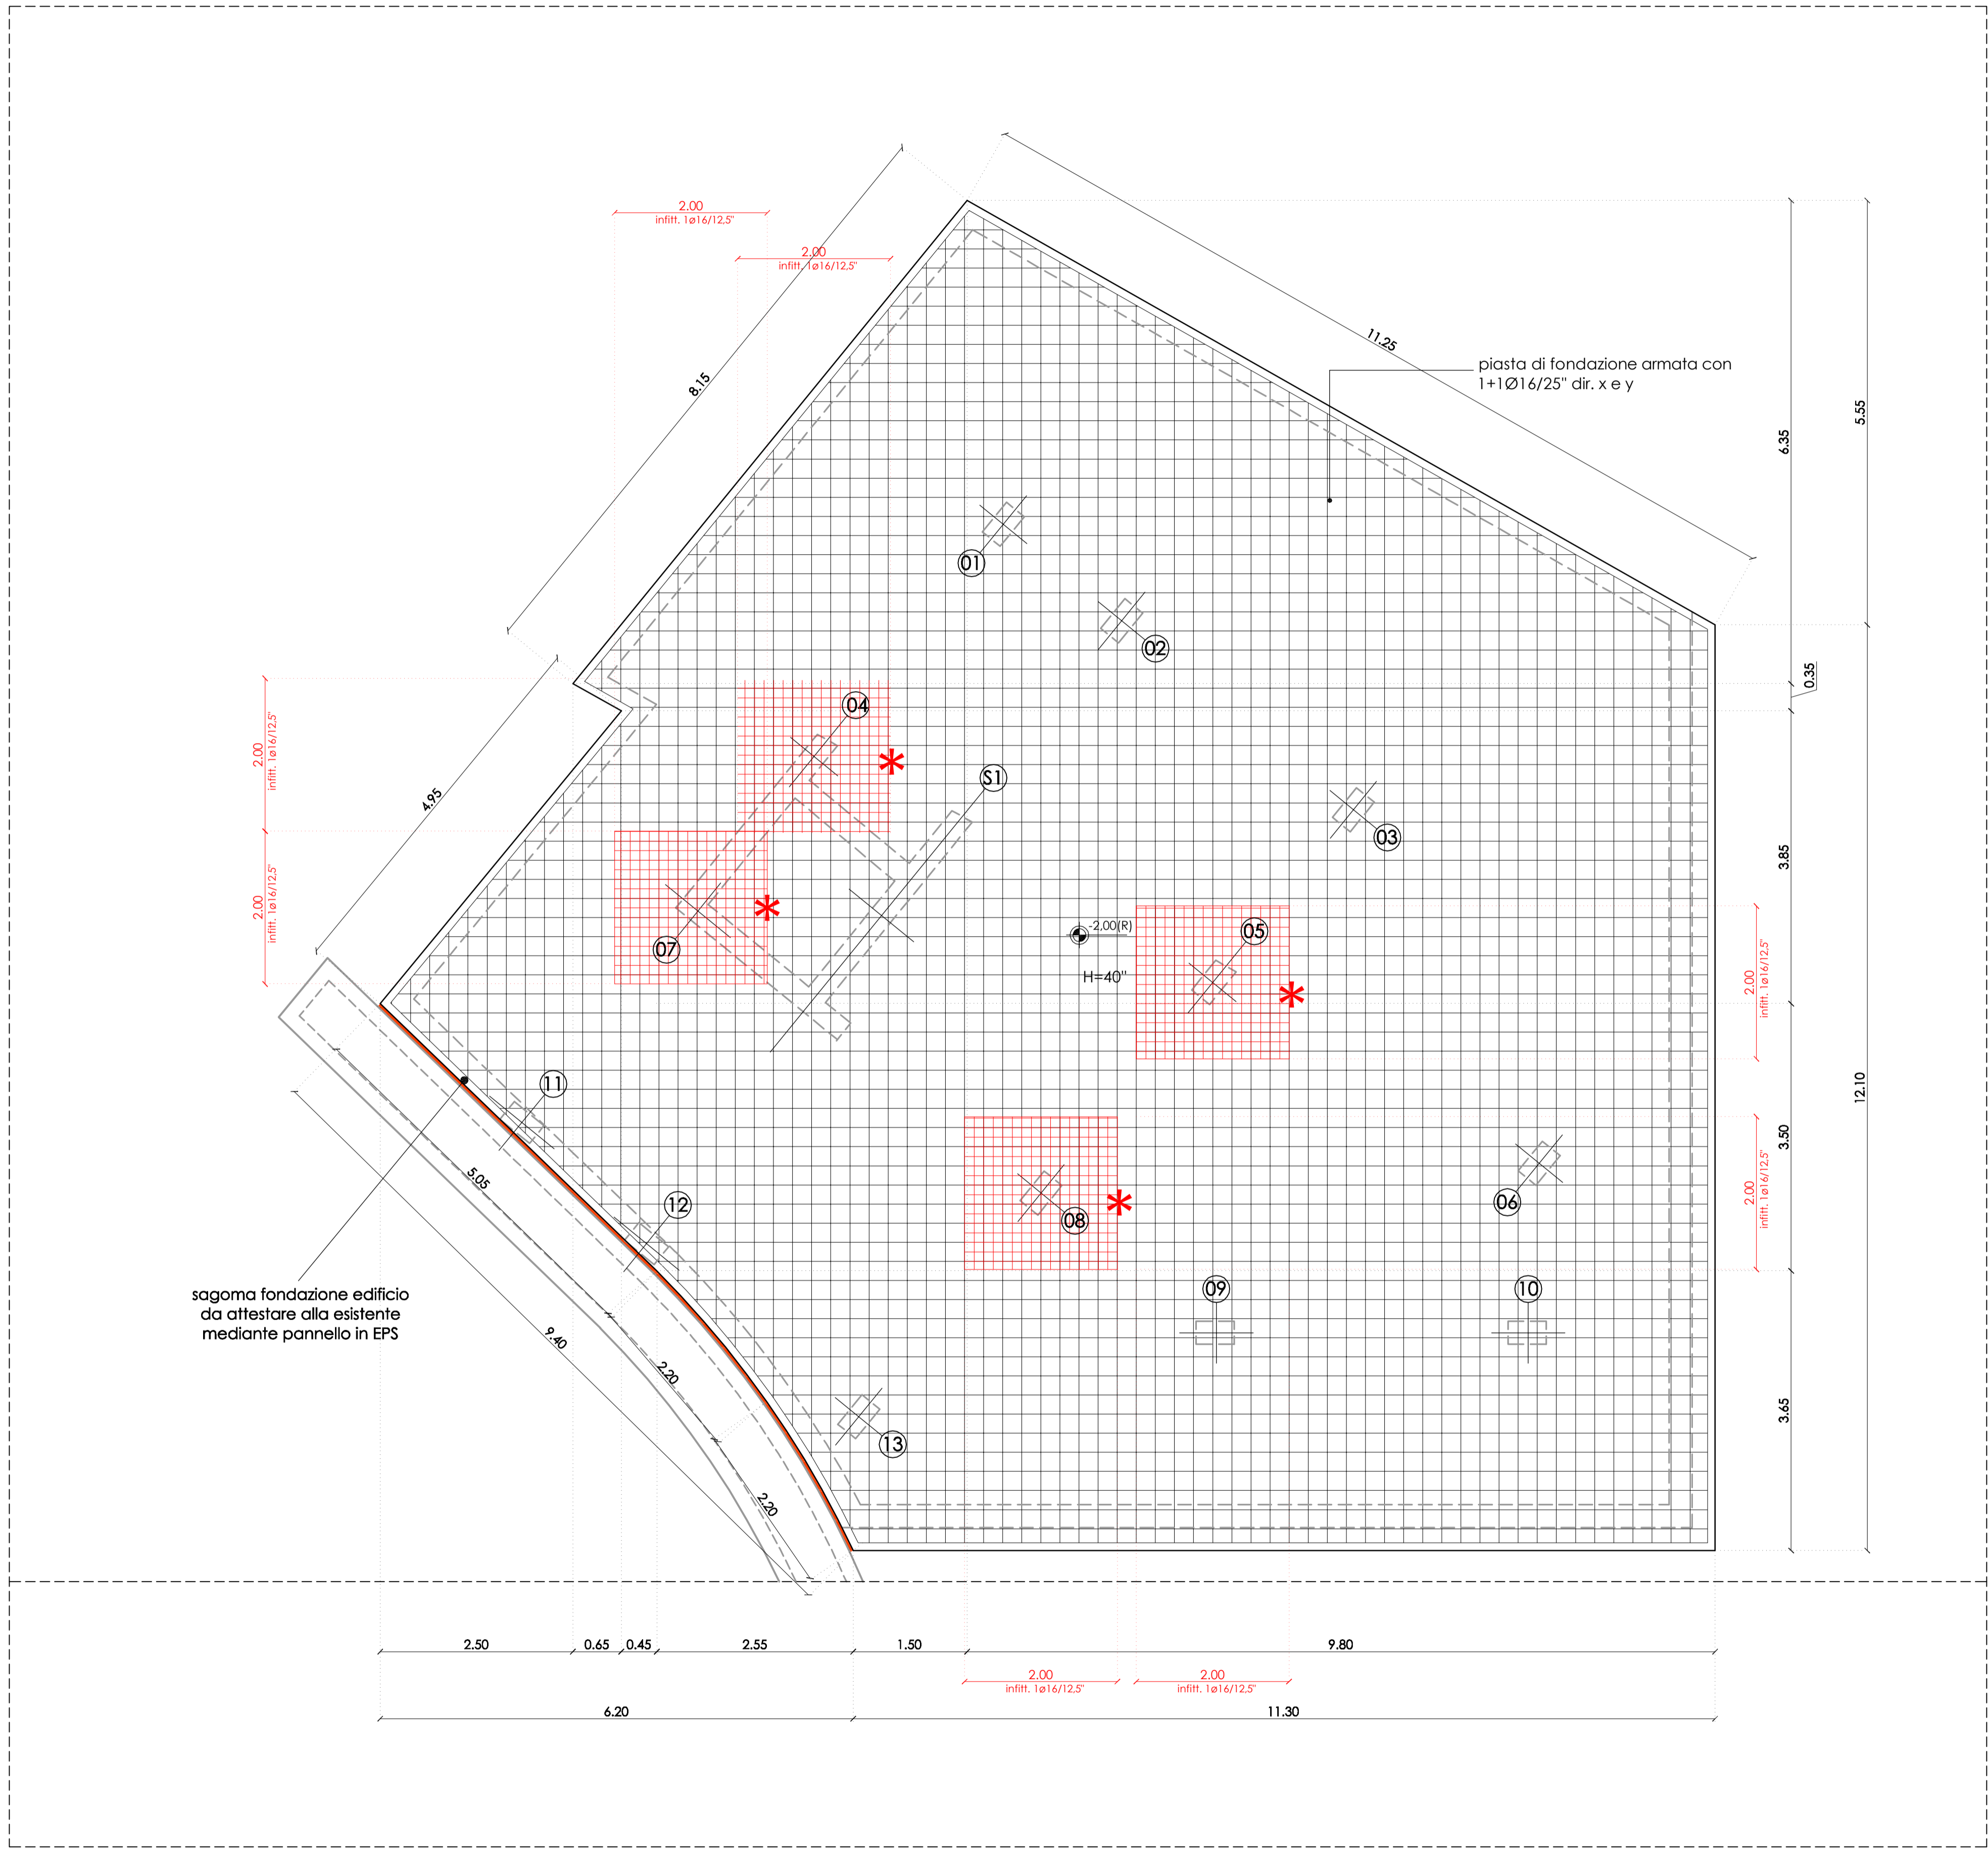 2.00
infitt. 1ø16/12,5"
2.00
infitt. 1ø16/12,5"
8.15
11.25
piasta di fondazione armata con
1+1Ø16/25" dir. x e y
6.35
5.55
01
02
0.35
04
4.95
2.00
infitt. 1ø16/12,5"
*
S1
03
3.85
07
2.00
infitt. 1ø16/12,5"
*
-2,00(R)
H=40"
05
*
2.00
infitt. 1ø16/12,5"
11
12.10
3.50
5.05
12
08
*
06
2.00
infitt. 1ø16/12,5"
sagoma fondazione edificio
da attestare alla esistente
mediante pannello in EPS
09
10
9.40
2.20
13
3.65
2.20
2.50
0.65
0.45
2.55
1.50
9.80
2.00
infitt. 1ø16/12,5"
2.00
infitt. 1ø16/12,5"
6.20
11.30